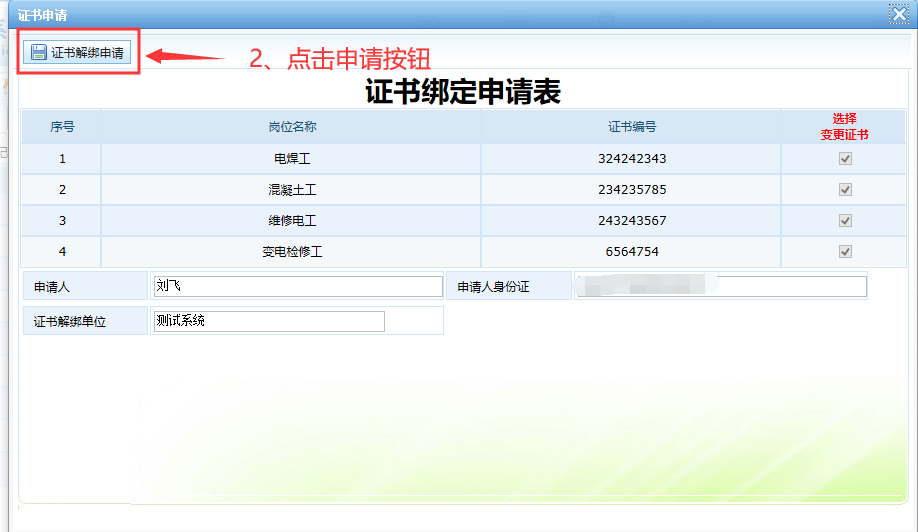 证书申请
证书解绑申请
2、点击申请按钮
证书绑定申请表
序号 岗位名称 证书编号 选择
变更证书
1 电焊工 324242343
2 混凝土工 234235785
3 维修电工 243243567
4 变电检修工 6564754
申请人 刘飞 申请人身份证
证书解绑单位 测试系统